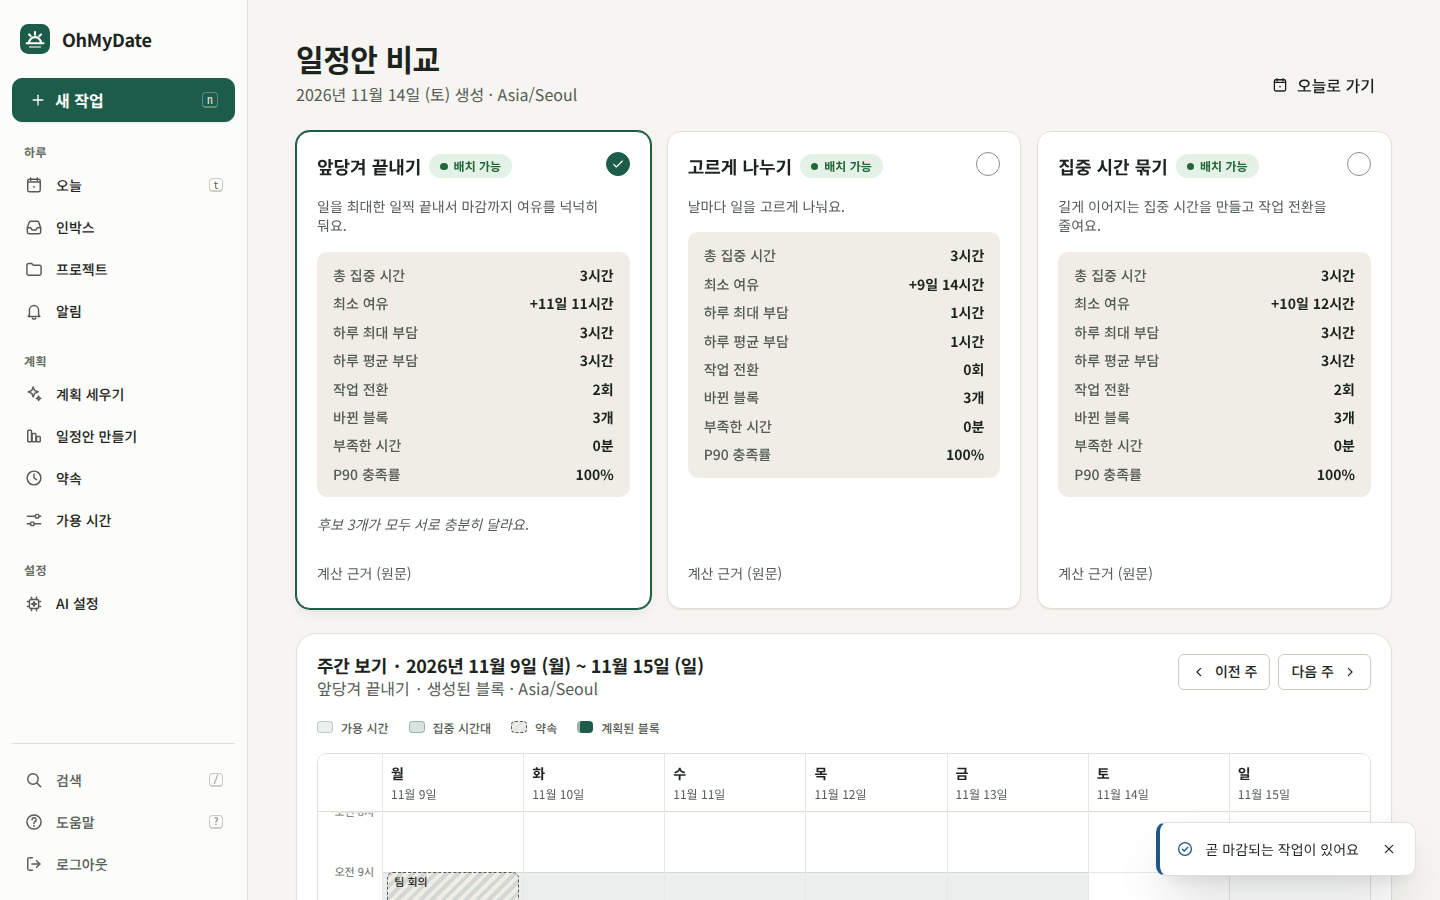 OhMyDate
새 작업 n
하루
오늘 t
인박스
프로젝트
알림
계획
계획 세우기
일정안 만들기
약속
가용 시간
설정
AI 설정
검색 /
도움말 ?
로그아웃
일정안 비교
2026년 11월 14일 (토) 생성 · Asia/Seoul
오늘로 가기
앞당겨 끝내기 배치 가능
일을 최대한 일찍 끝내서 마감까지 여유를 넉넉히
둬요.
총 집중 시간 3시간
최소 여유 +11일 11시간
하루 최대 부담 3시간
하루 평균 부담 3시간
작업 전환 2회
바뀐 블록 3개
부족한 시간 0분
P90 충족률 100%
후보 3개가 모두 서로 충분히 달라요.
계산 근거 (원문)
고르게 나누기 배치 가능
날마다 일을 고르게 나눠요.
총 집중 시간 3시간
최소 여유 +9일 14시간
하루 최대 부담 1시간
하루 평균 부담 1시간
작업 전환 0회
바뀐 블록 3개
부족한 시간 0분
P90 충족률 100%
계산 근거 (원문)
집중 시간 묶기 배치 가능
길게 이어지는 집중 시간을 만들고 작업 전환을
줄여요.
총 집중 시간 3시간
최소 여유 +10일 12시간
하루 최대 부담 3시간
하루 평균 부담 3시간
작업 전환 2회
바뀐 블록 3개
부족한 시간 0분
P90 충족률 100%
계산 근거 (원문)
주간 보기 · 2026년 11월 9일 (월) ~ 11월 15일 (일)
앞당겨 끝내기 · 생성된 블록 · Asia/Seoul
이전 주
다음 주
가용 시간 집중 시간대 약속 계획된 블록
월 화 수 목 금 토 일
11월 9일 11월 10일 11월 11일 11월 12일 11월 13일 11월 14일 11월 15일
오전 9시
팀 회의
곧 마감되는 작업이 있어요